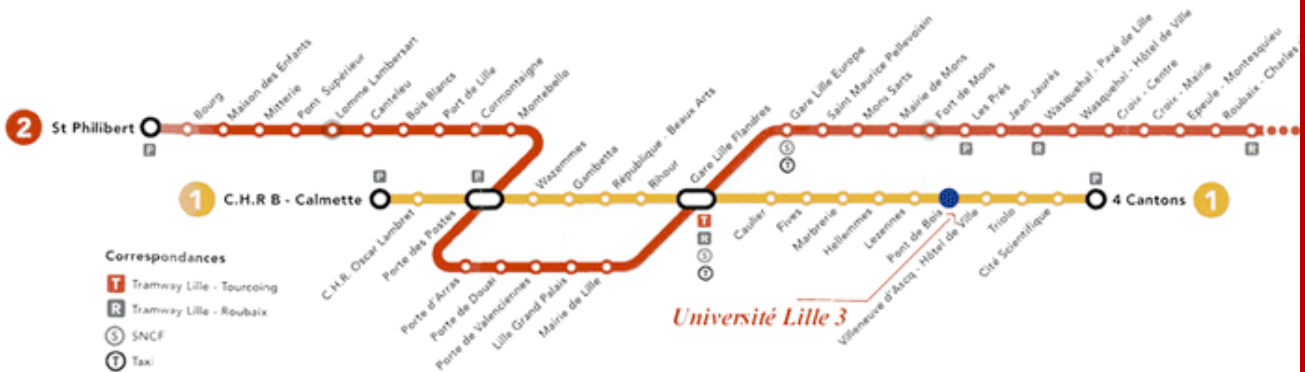 2
St Philibert
P
Bourg
Maison des Enfants
Mitterie
Pont Supérieur
Lomme Lambersart
Canteleu
Bois Blancs
Port de Lille
Cormontaigne
Montebello
Gare Lille Europe
Saint Maurice Pellevoisin
Mons Sarts
Mairie de Mons
Fort de Mons
Les Prés
Jean Jaurès
Wasquehal - Pavé de Lille
Wasquehal - Hôtel de Ville
Croix - Centre
Croix - Mairie
Epeule - Montesquieu
Roubaix - Charles
S
T
P
R
R
1
C.H.R B - Calmette
P
P
C.H.R. Oscar Lambret
Porte des Postes
Wazemmes
Gambetta
République - Beaux Arts
Rihour
Gare Lille Flandres
T
R
S
T
Caulier
Fives
Marbrerie
Hellemmes
Lezennes
Pont de Bois
Villeneuve d'Ascq - Hôtel de Ville
Triolo
Cité Scientifique
P
4 Cantons
1
Porte d'Arras
Porte de Douai
Porte de Valenciennes
Lille Grand Palais
Mairie de Lille
Université Lille 3
Correspondances
T Tramway Lille - Tourcoing
R Tramway Lille - Roubaix
S SNCF
T Taxi